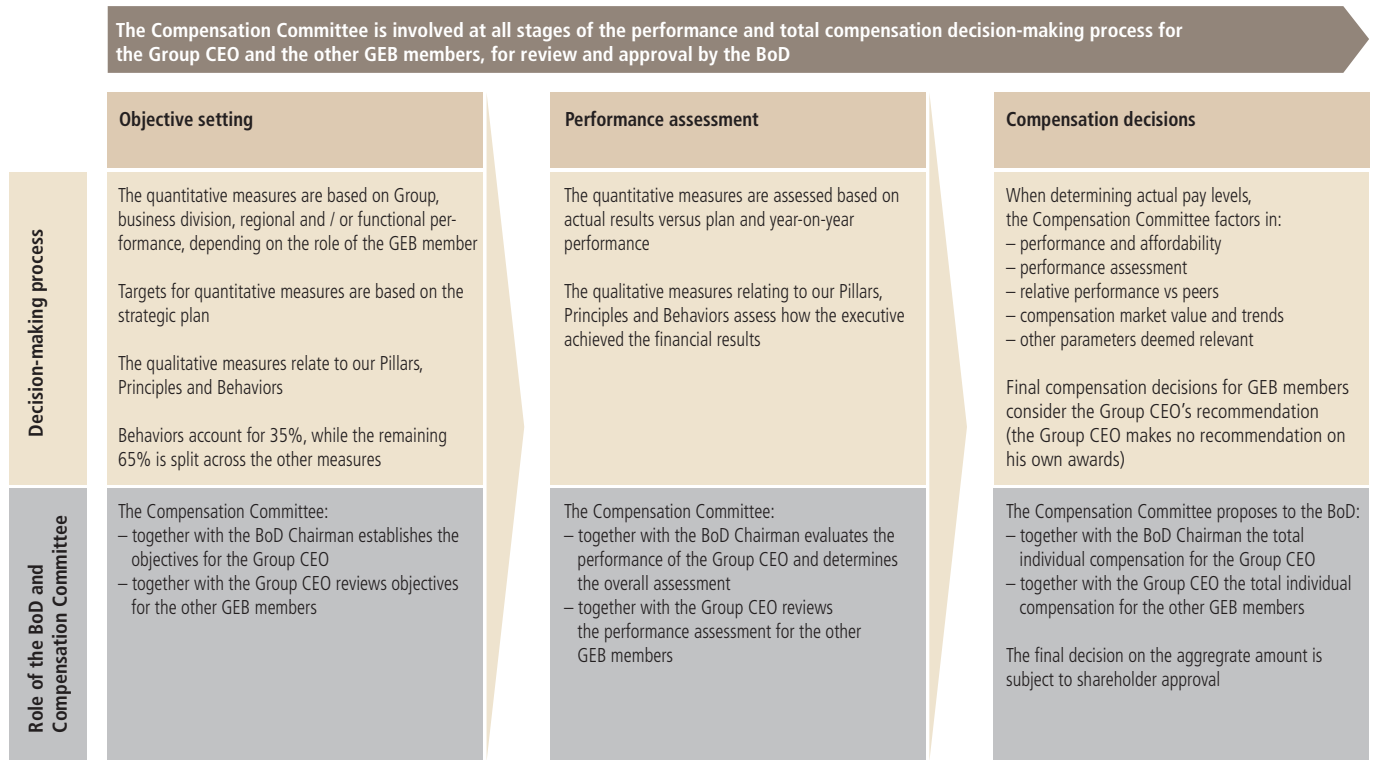 The Compensation Committee is involved at all stages of the performance and total compensation decision-making process for
the Group CEO and the other GEB members, for review and approval by the BoD
Objective setting
Performance assessment
Compensation decisions
Decision-making process
The quantitative measures are based on Group,
business division, regional and / or functional per-
formance, depending on the role of the GEB member
Targets for quantitative measures are based on the
strategic plan
The qualitative measures relate to our Pillars,
Principles and Behaviors
Behaviors account for 35%, while the remaining
65% is split across the other measures
The quantitative measures are assessed based on
actual results versus plan and year-on-year
performance
The qualitative measures relating to our Pillars,
Principles and Behaviors assess how the executive
achieved the financial results
When determining actual pay levels,
the Compensation Committee factors in:
– performance and affordability
– performance assessment
– relative performance vs peers
– compensation market value and trends
– other parameters deemed relevant
Final compensation decisions for GEB members
consider the Group CEO's recommendation
(the Group CEO makes no recommendation on
his own awards)
Role of the BoD and
Compensation Committee
The Compensation Committee:
– together with the BoD Chairman establishes the
objectives for the Group CEO
– together with the Group CEO reviews objectives
for the other GEB members
The Compensation Committee:
– together with the BoD Chairman evaluates the
performance of the Group CEO and determines
the overall assessment
– together with the Group CEO reviews
the performance assessment for the other
GEB members
The Compensation Committee proposes to the BoD:
– together with the BoD Chairman the total
individual compensation for the Group CEO
– together with the Group CEO the total individual
compensation for the other GEB members
The final decision on the aggregrate amount is
subject to shareholder approval